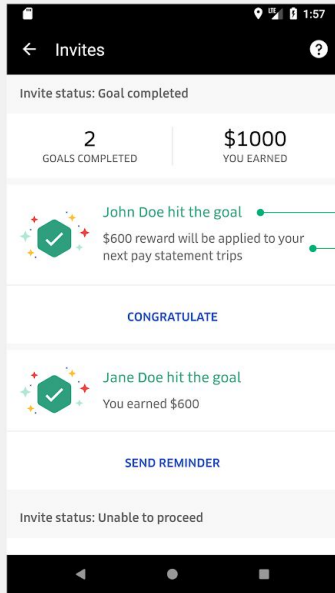 LTE 1:57
Invites
?
Invite status: Goal completed
2
GOALS COMPLETED
$1000
YOU EARNED
John Doe hit the goal
$600 reward will be applied to your
next pay statement trips
CONGRATULATE
Jane Doe hit the goal
You earned $600
SEND REMINDER
Invite status: Unable to proceed